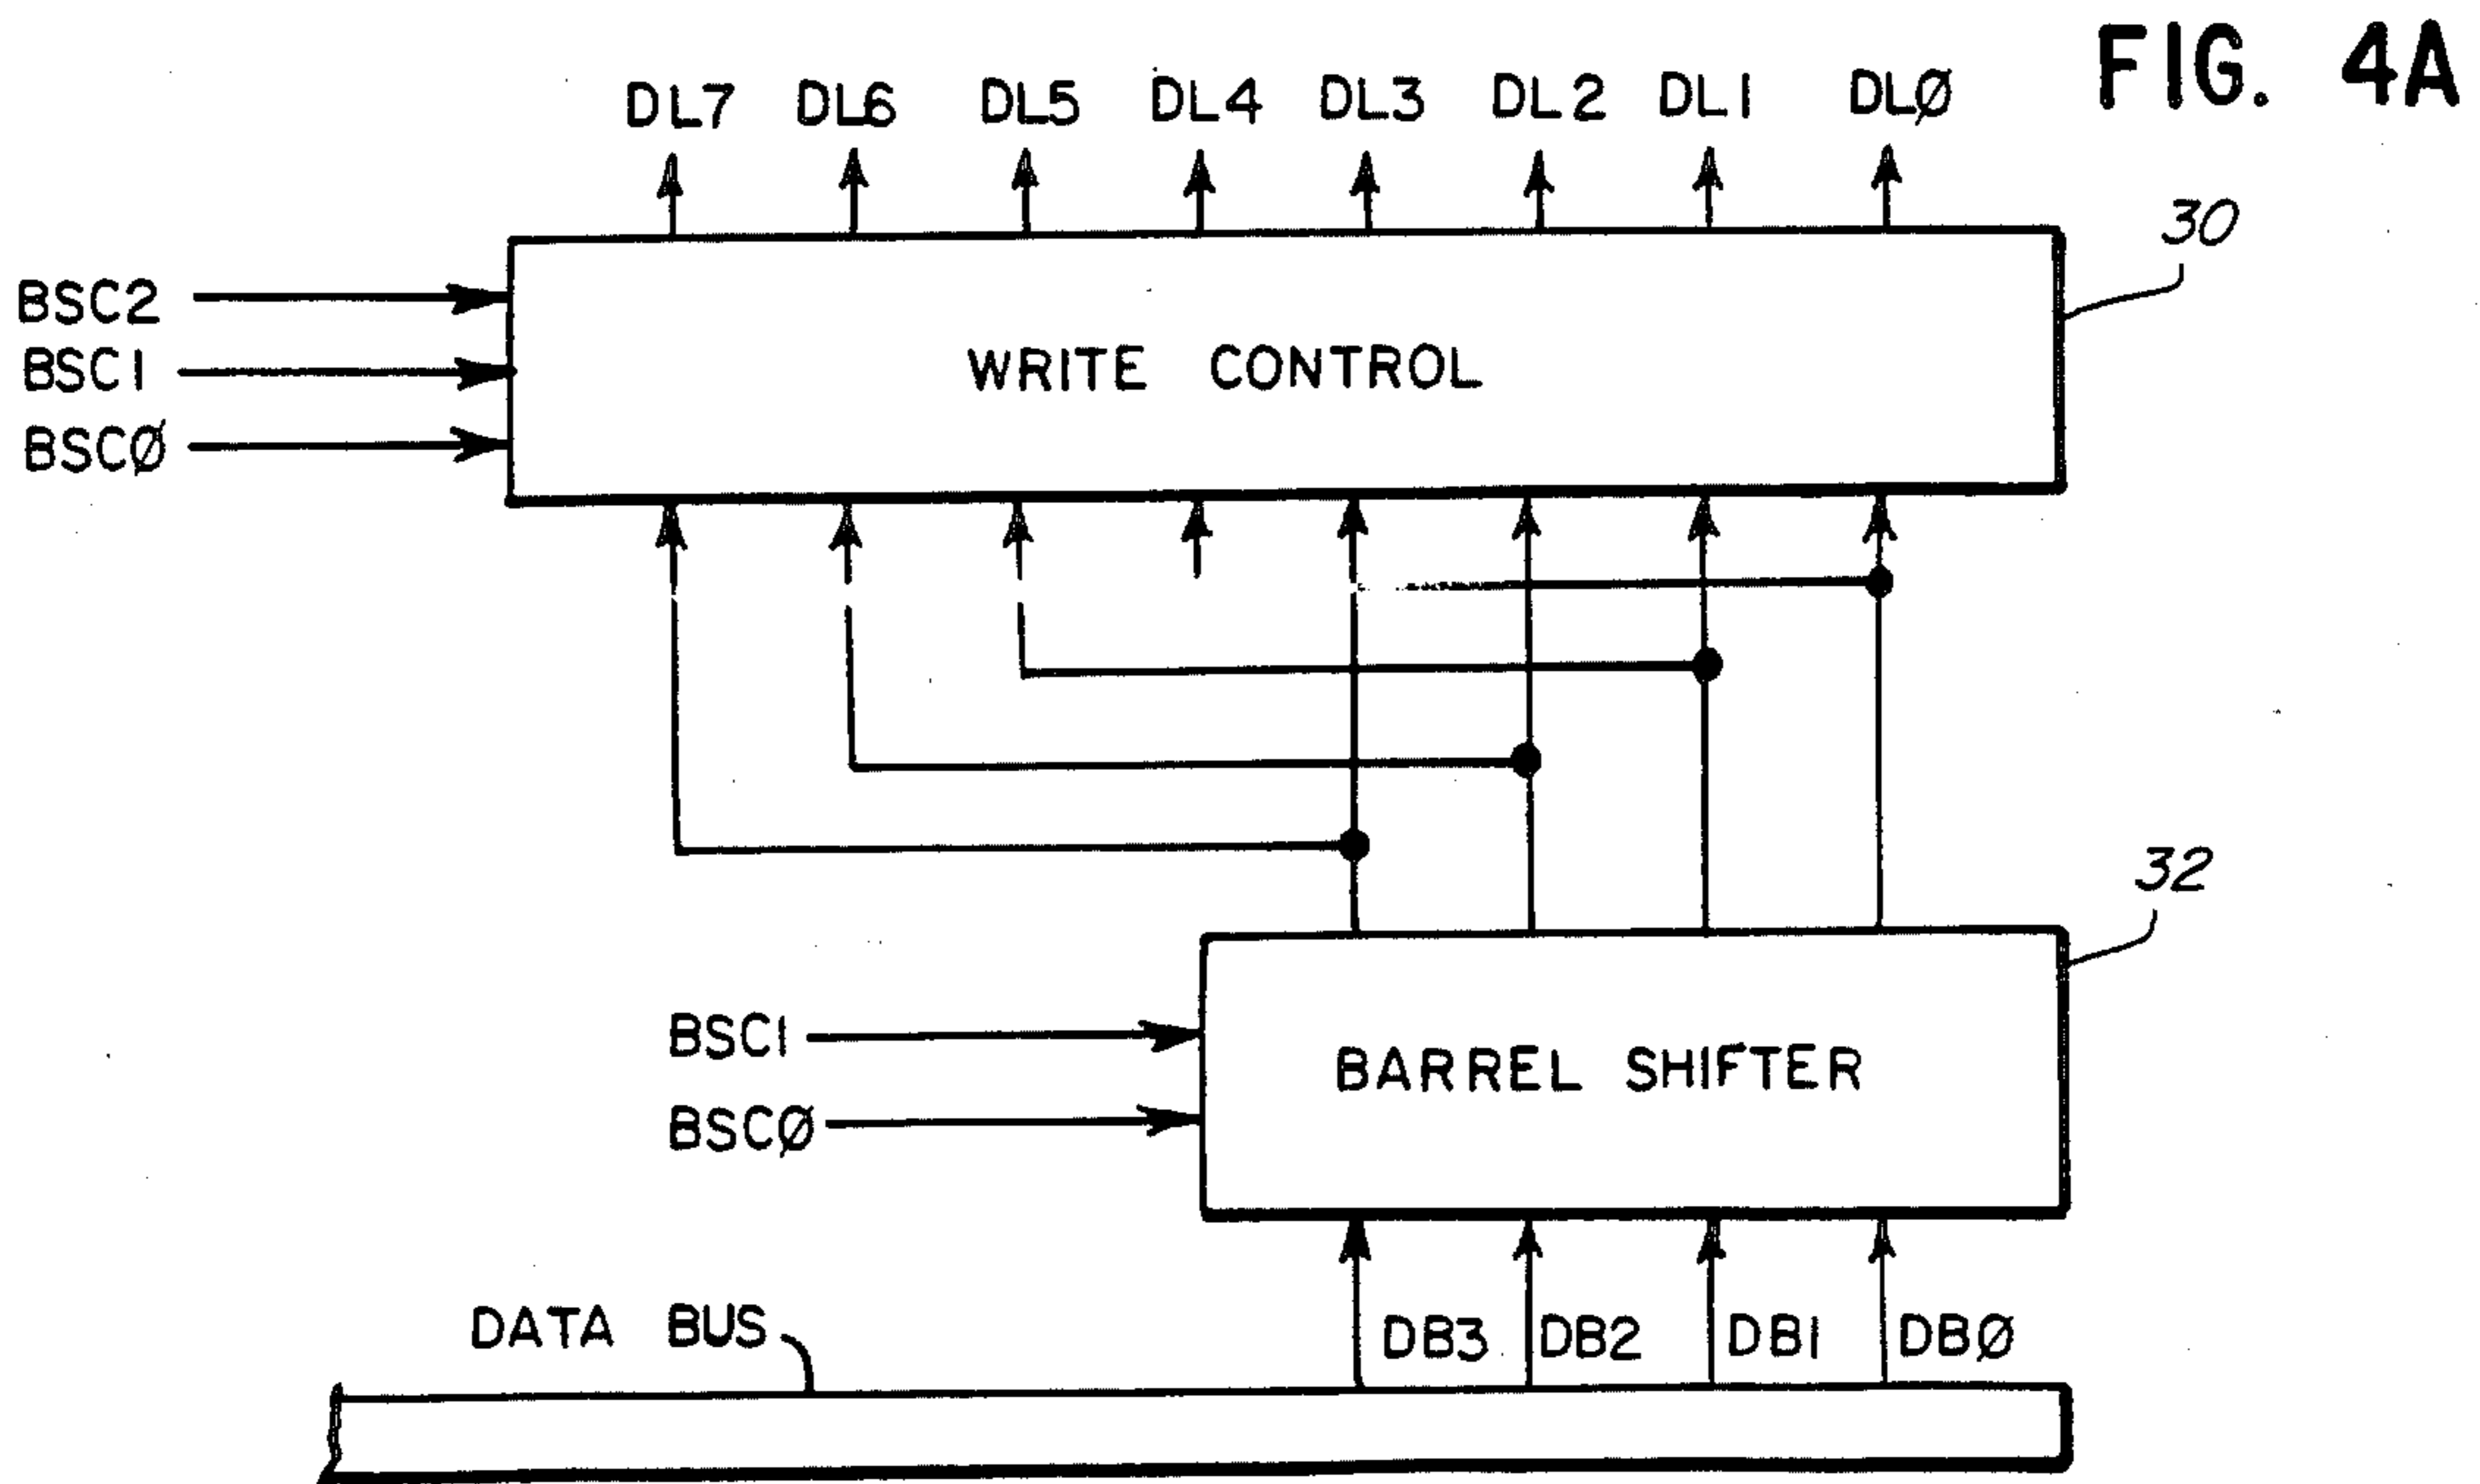 FIG. 4A
DL7 DL6 DL5 DL4 DL3 DL2 DL1 DLØ
30
BSC2
BSC1
BSCØ
WRITE CONTROL
32
BSC1
BSCØ
BARREL SHIFTER
DATA BUS
DB3 DB2 DB1 DBØ